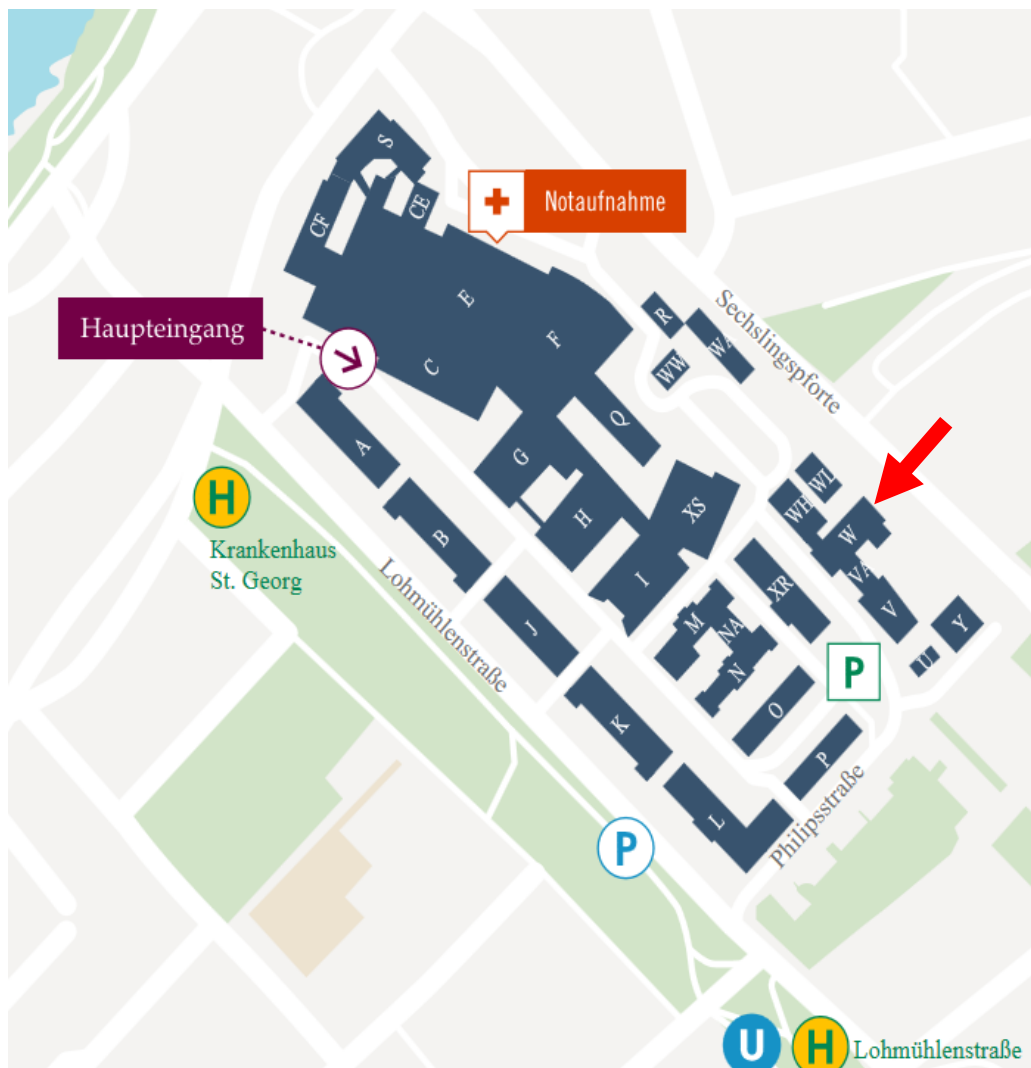 S
CF
CE
Notaufnahme
E
Haupteingang
F
C
R
WA
WW
Sechslingspforte
A
Q
G
H
Krankenhaus
St. Georg
B
H
XS
WL
WH
W
Lohmühlenstraße
I
XR
VA
V
J
M
NA
N
Y
U
P
K
O
P
L
Philipsstraße
P
U
H
Lohmühlenstraße